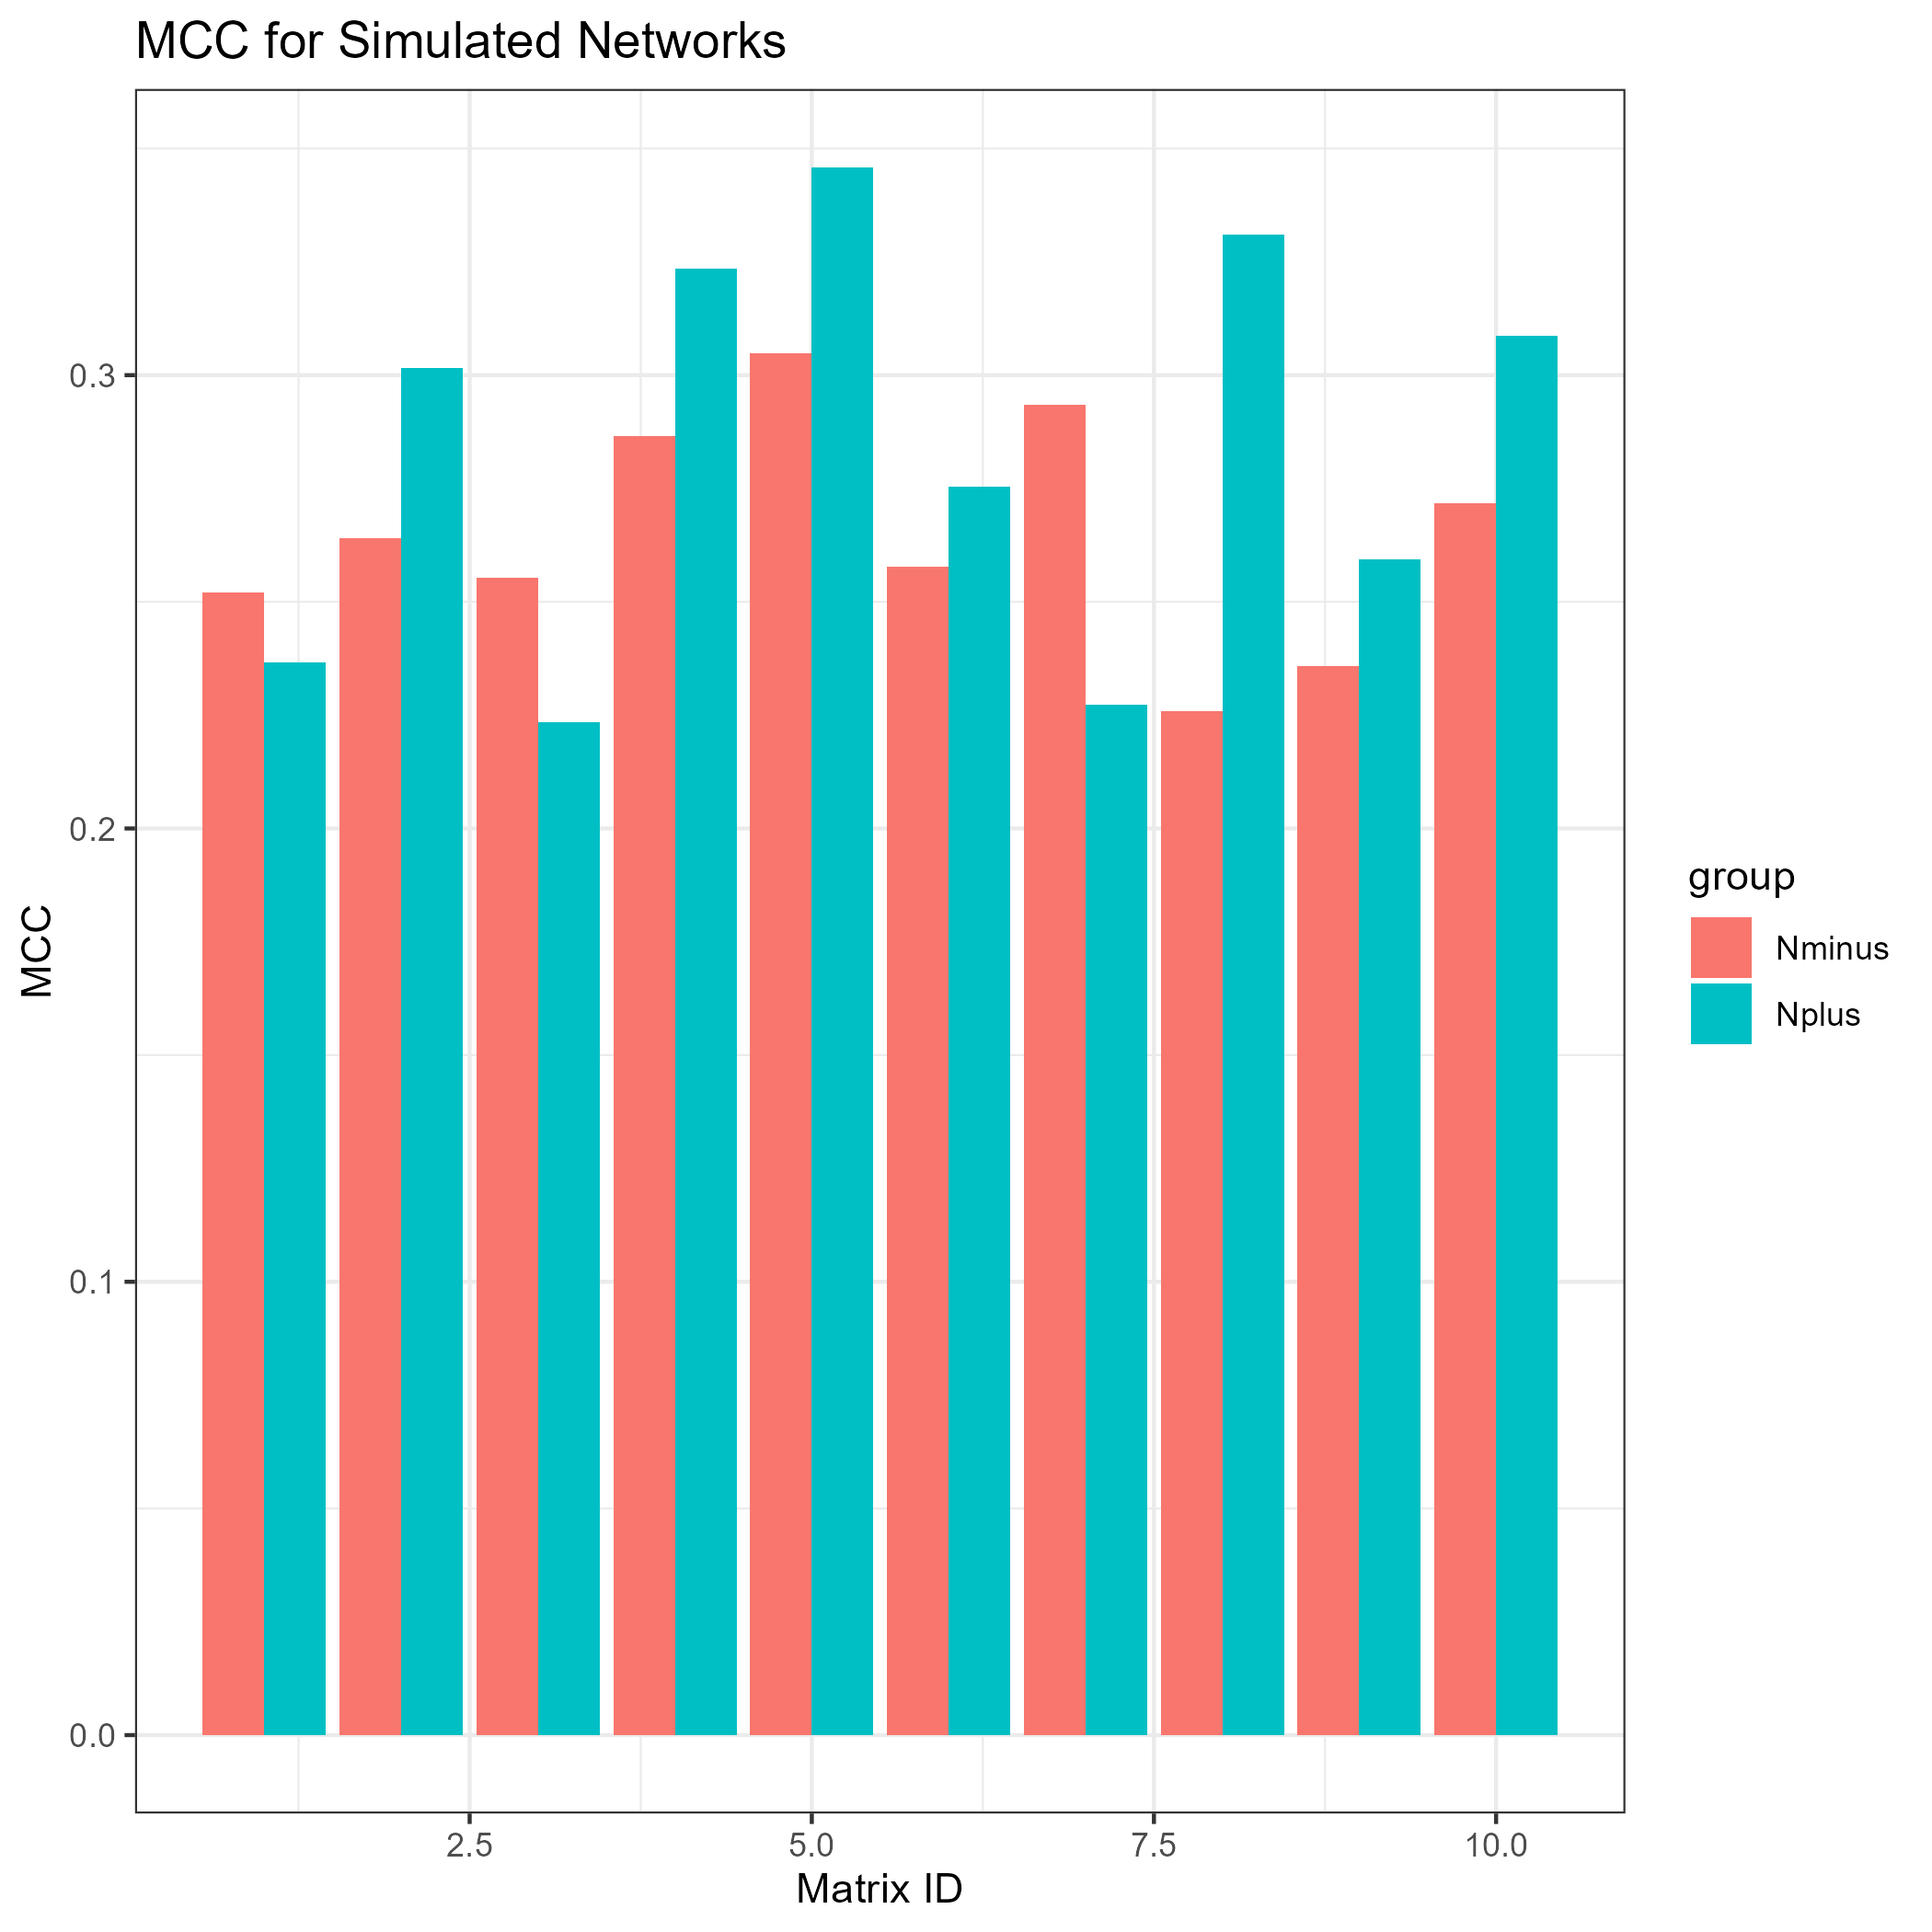 MCC for Simulated Networks
0.3
0.2
0.1
0.0
MCC
2.5 5.0 7.5 10.0
Matrix ID
group
Nminus
Nplus